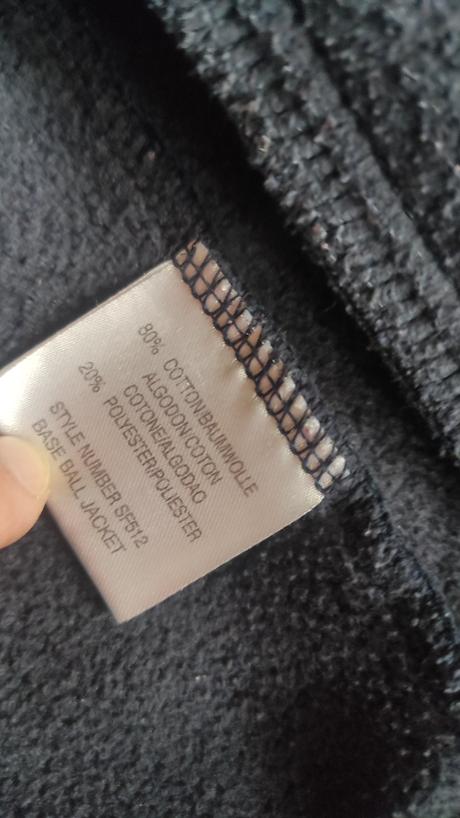 80% COTTON/BAUMWOLLE
ALGODON/COTON
COTONE/ALGODAO
20% POLYESTER/POLIESTER
STYLE NUMBER SF512
BASE BALL JACKET